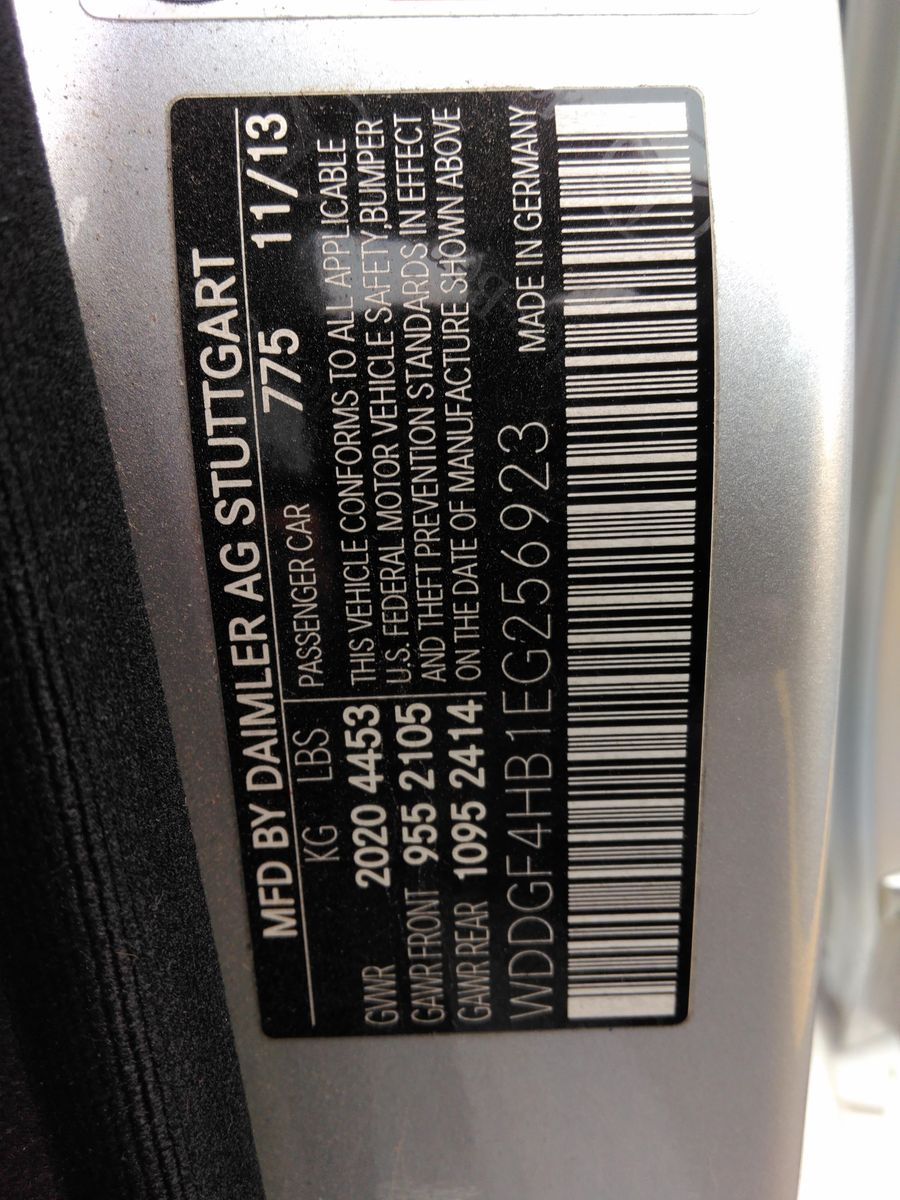 MFD BY DAIMLER AG STUTTGART
KG LBS PASSENGER CAR 775 11/13
GVWR 2020 4453 THIS VEHICLE CONFORMS TO ALL APPLICABLE
U.S. FEDERAL MOTOR VEHICLE SAFETY,BUMPER
GAWR FRONT 955 2105 AND THEFT PREVENTION STANDARDS IN EFFECT
GAWR REAR 1095 2414 ON THE DATE OF MANUFACTURE SHOWN ABOVE
WDDGF4HB1EG256923 MADE IN GERMANY